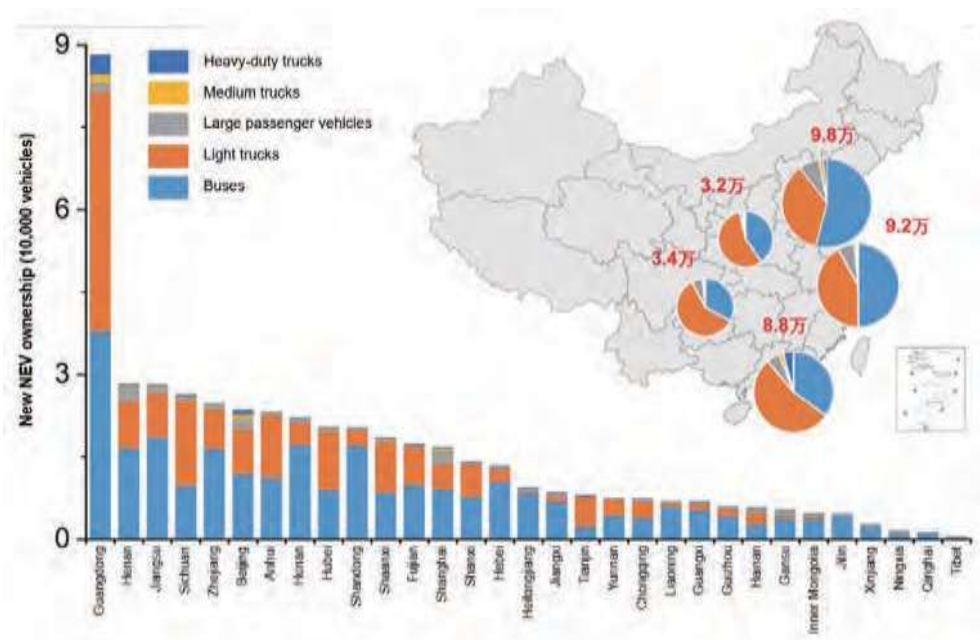 9
6
3
0
New NEV ownership (10,000 vehicles)
Heavy-duty trucks
Medium trucks
Large passenger vehicles
Light trucks
Buses
9.8万
3.2万
9.2万
3.4万
8.8万
Guangdong
Henan
Jiangsu
Sichuan
Zhejiang
Beijing
Anhui
Hunan
Hubei
Shandong
Shaanxi
Fujian
Shanghai
Shanxi
Hebei
Heilongjiang
Jiangxi
Tianjin
Yunnan
Chongqing
Liaoning
Guangxi
Guizhou
Hainan
Gansu
Inner Mongolia
Jilin
Xinjiang
Ningxia
Qinghai
Tibet